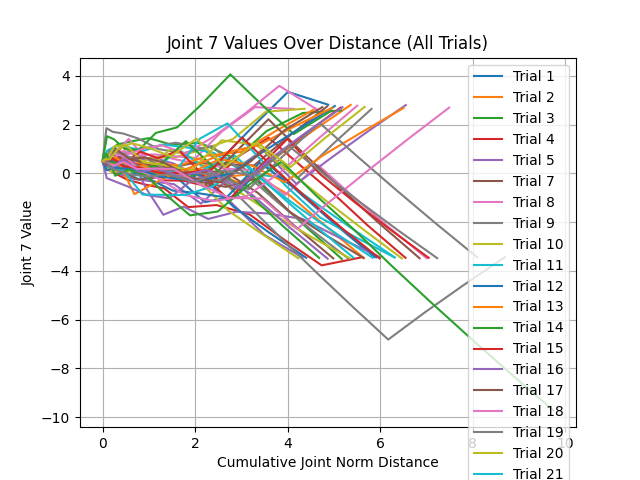 Joint 7 Values Over Distance (All Trials)
Joint 7 Value
4
2
0
−2
−4
−6
−8
−10
0
2
4
6
8
10
Cumulative Joint Norm Distance
Trial 1
Trial 2
Trial 3
Trial 4
Trial 5
Trial 7
Trial 8
Trial 9
Trial 10
Trial 11
Trial 12
Trial 13
Trial 14
Trial 15
Trial 16
Trial 17
Trial 18
Trial 19
Trial 20
Trial 21